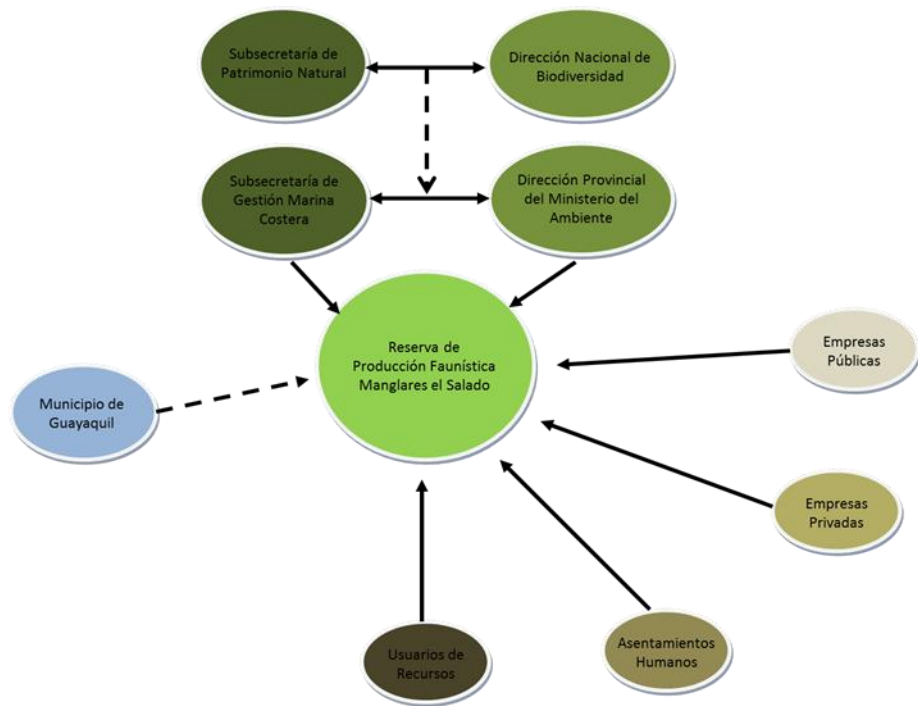 Subsecretaría de
Patrimonio Natural
Dirección Nacional de
Biodiversidad
Subsecretaría de
Gestión Marina
Costera
Dirección Provincial
del Ministerio del
Ambiente
Reserva de
Producción Faunística
Manglares el Salado
Empresas
Públicas
Municipio de
Guayaquil
Empresas
Privadas
Asentamientos
Humanos
Usuarios de
Recursos